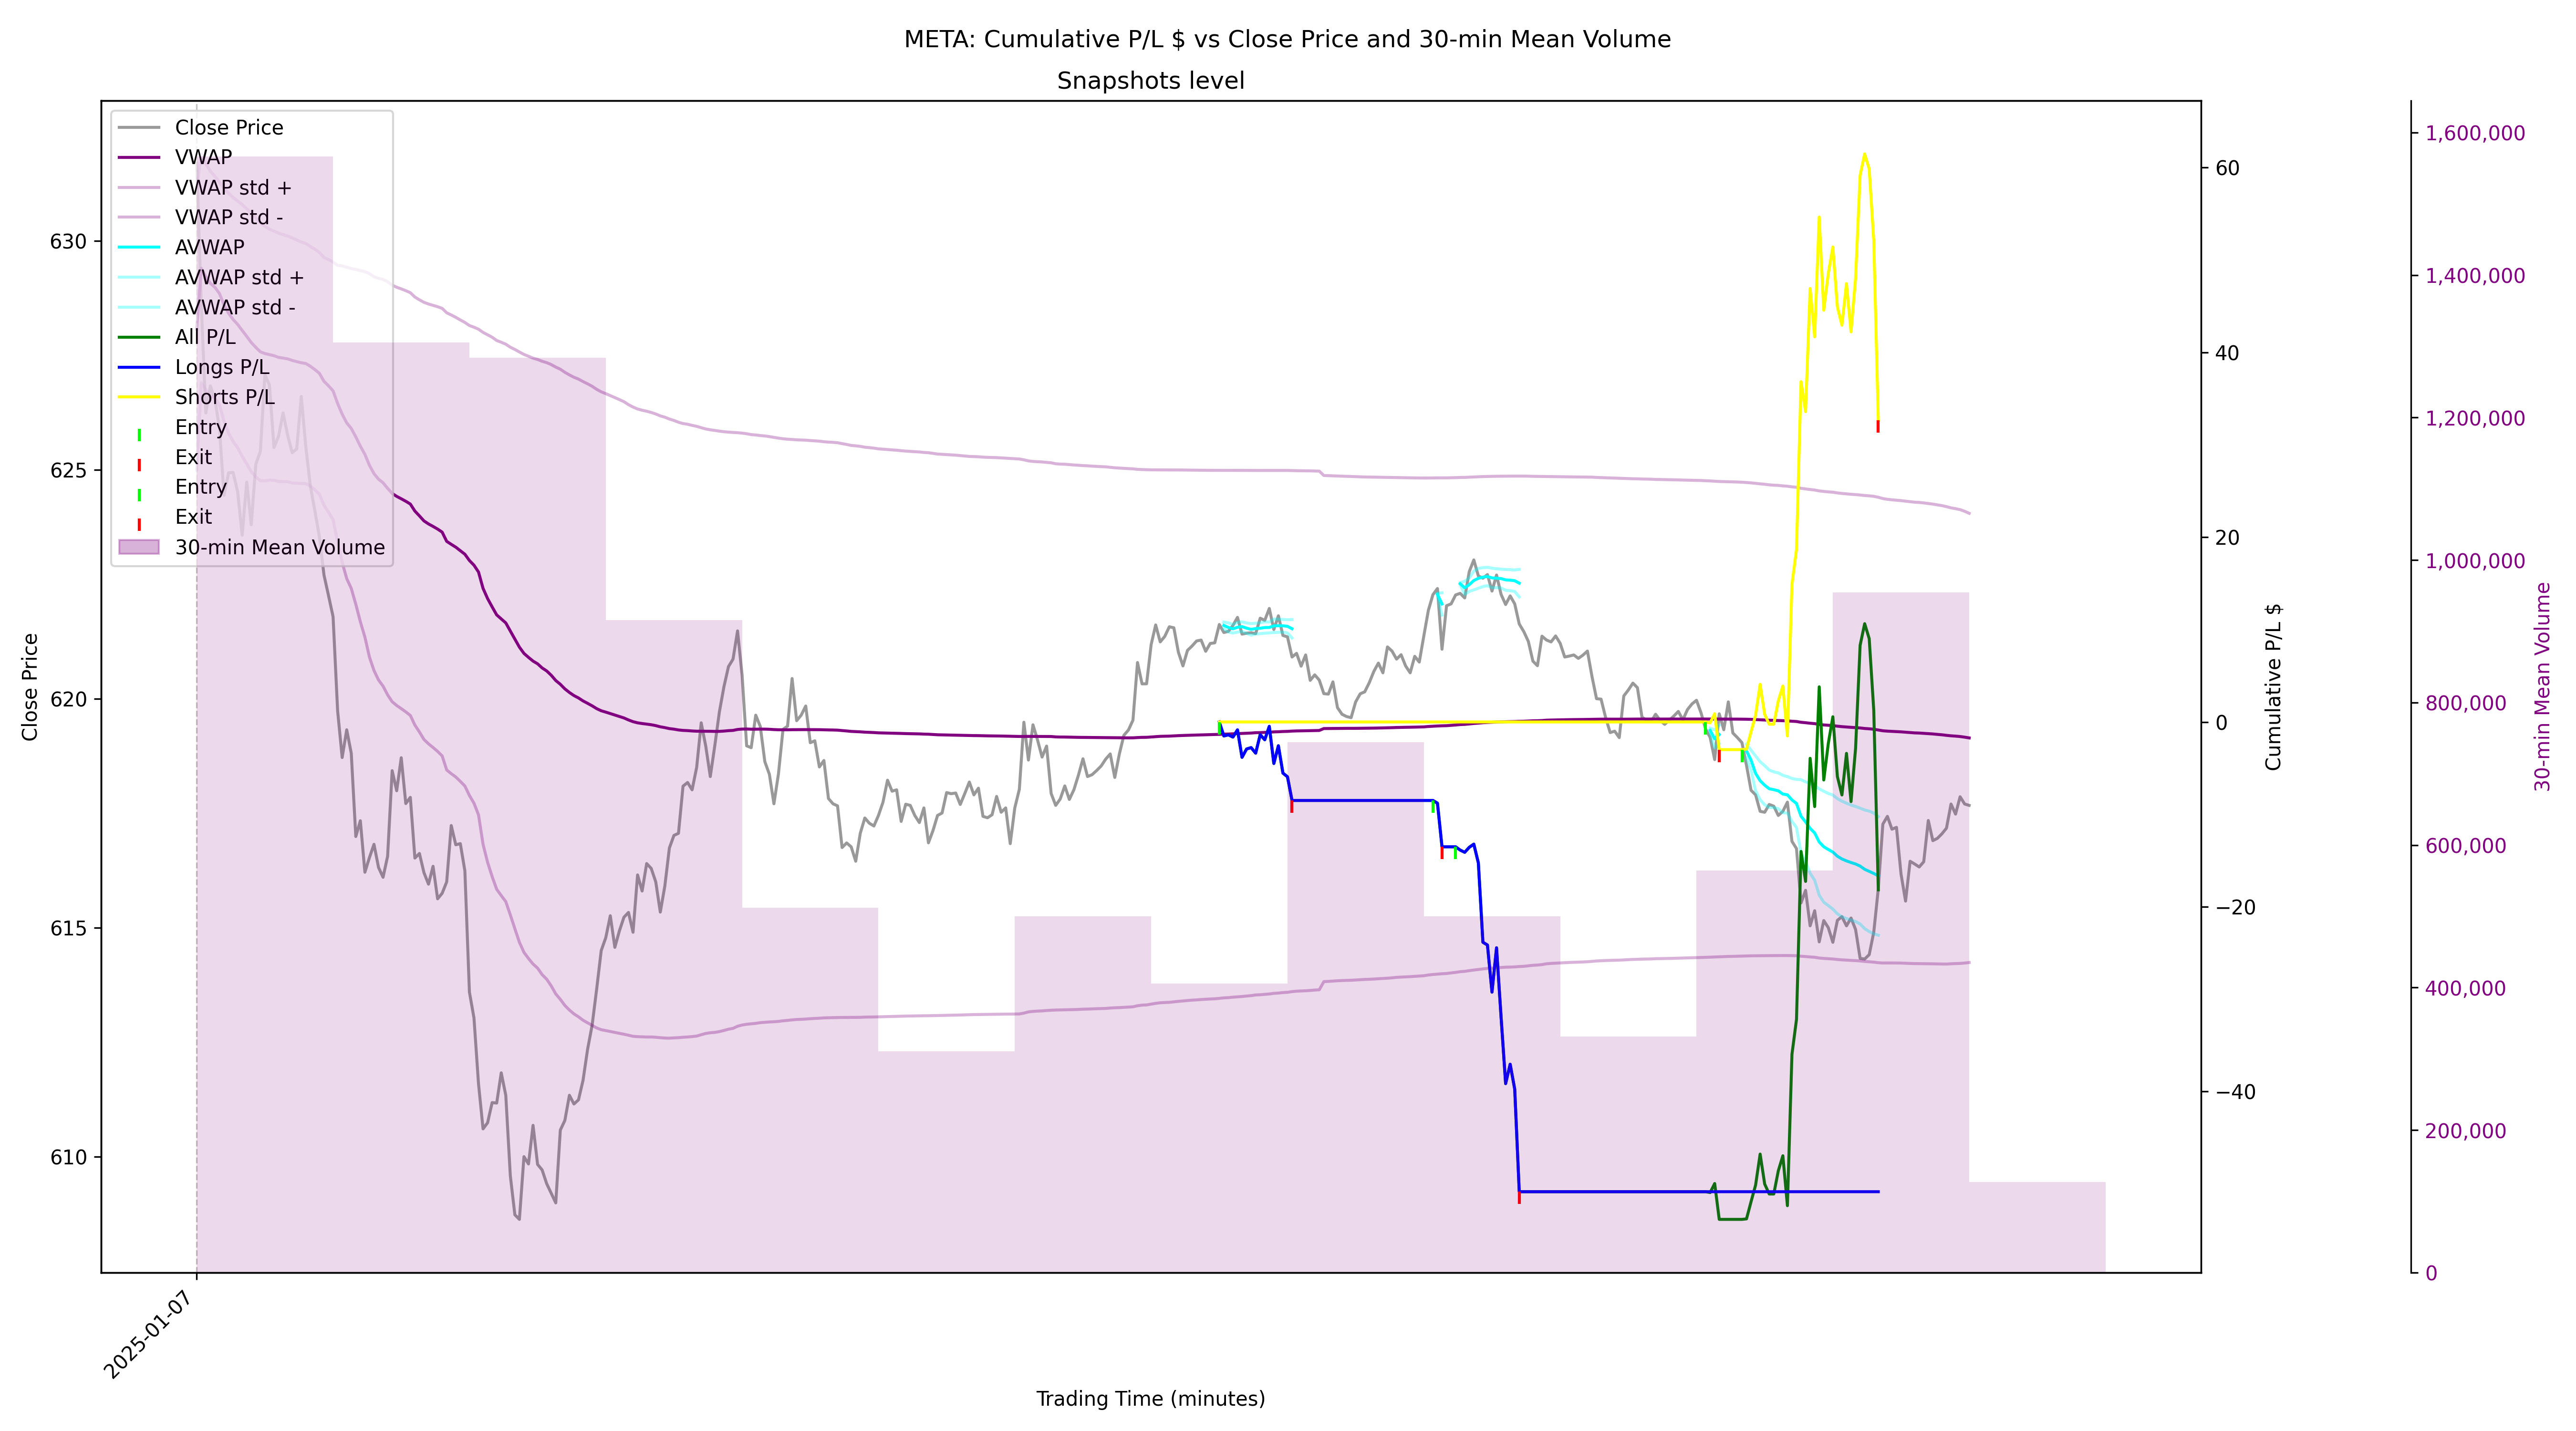 META: Cumulative P/L $ vs Close Price and 30-min Mean Volume
Snapshots level
Close Price
VWAP
VWAP std +
VWAP std -
AVWAP
AVWAP std +
AVWAP std -
All P/L
Longs P/L
Shorts P/L
Entry
Exit
Entry
Exit
30-min Mean Volume
Close Price
630
625
620
615
610
60
40
20
0
−20
−40
Cumulative P/L $
1,600,000
1,400,000
1,200,000
1,000,000
800,000
600,000
400,000
200,000
0
30-min Mean Volume
2025-01-07
Trading Time (minutes)